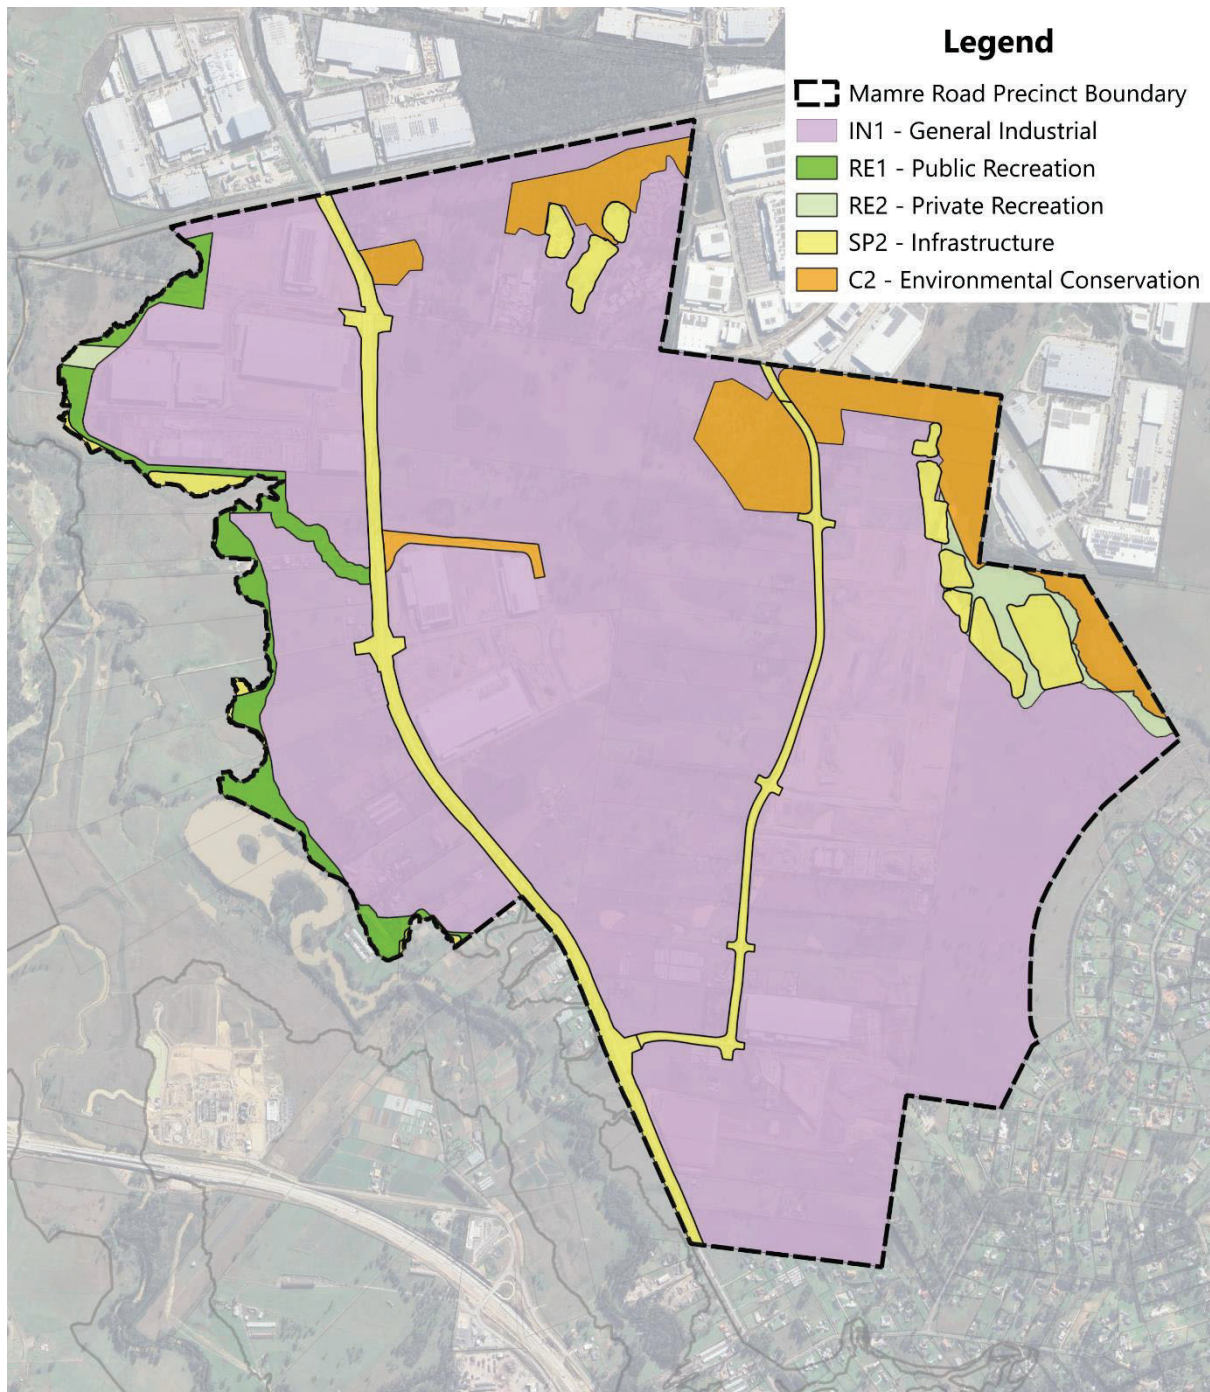 Legend
Mamre Road Precinct Boundary
IN1 - General Industrial
RE1 - Public Recreation
RE2 - Private Recreation
SP2 - Infrastructure
C2 - Environmental Conservation